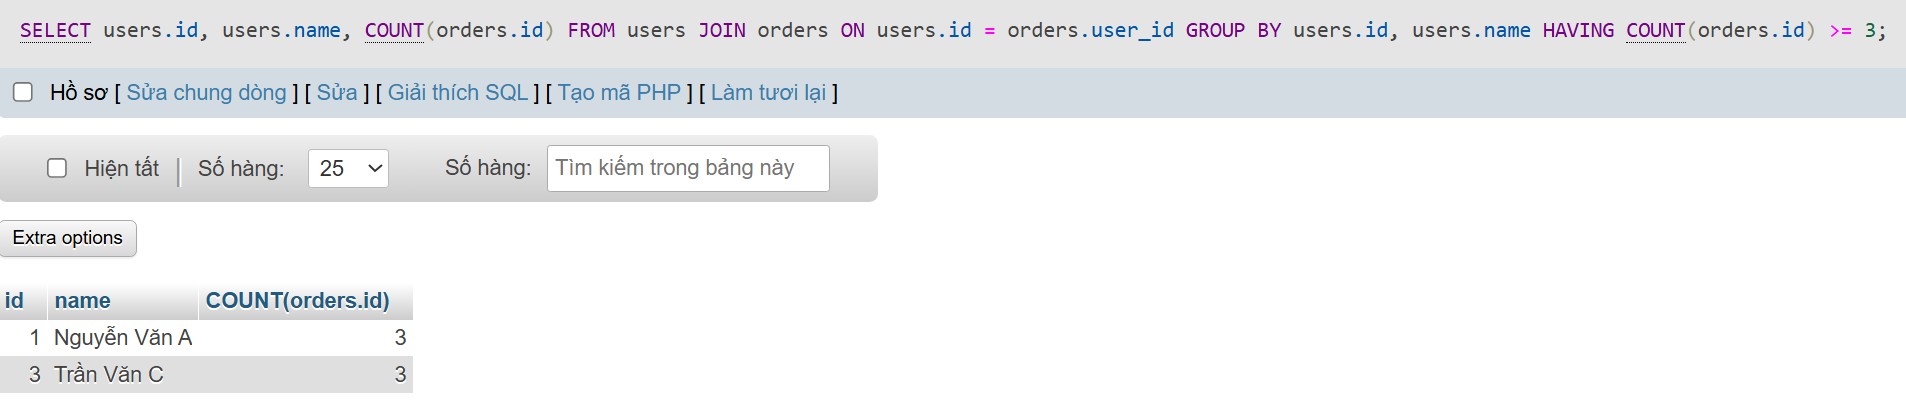 SELECT users.id, users.name, COUNT(orders.id) FROM users JOIN orders ON users.id = orders.user_id GROUP BY users.id, users.name HAVING COUNT(orders.id) >= 3;
Hồ sơ [ Sửa chung dòng ] [ Sửa ] [ Giải thích SQL ] [ Tạo mã PHP ] [ Làm tươi lại ]
Hiện tất | Số hàng: 25 Số hàng: Tìm kiếm trong bảng này
Extra options
id name COUNT(orders.id)
1 Nguyễn Văn A 3
3 Trần Văn C 3